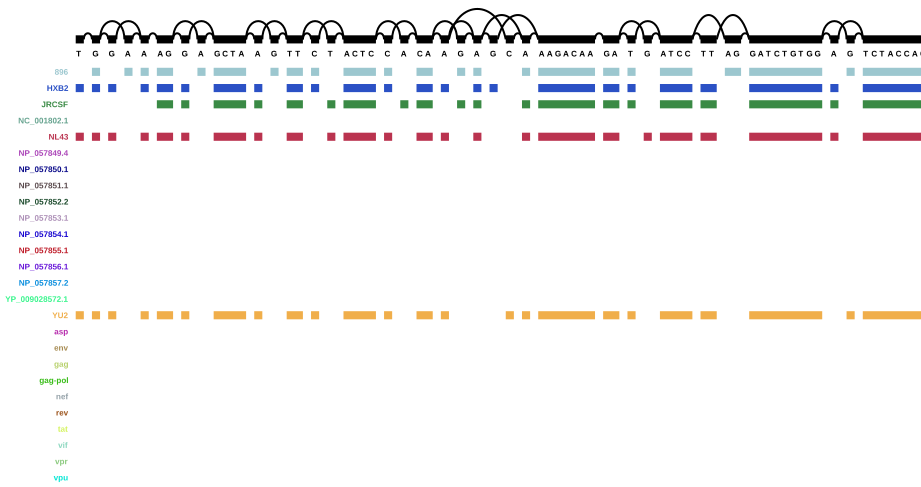 T G G A A AG G A GCTA A G TT C T ACTC C A CA A G A G C A AAGACAA GA T G ATCC TT AG GATCTGTGG A G TCTACCA
896
HXB2
JRCSF
NC_001802.1
NL43
NP_057849.4
NP_057850.1
NP_057851.1
NP_057852.2
NP_057853.1
NP_057854.1
NP_057855.1
NP_057856.1
NP_057857.2
YP_009028572.1
YU2
asp
env
gag
gag-pol
nef
rev
tat
vif
vpr
vpu